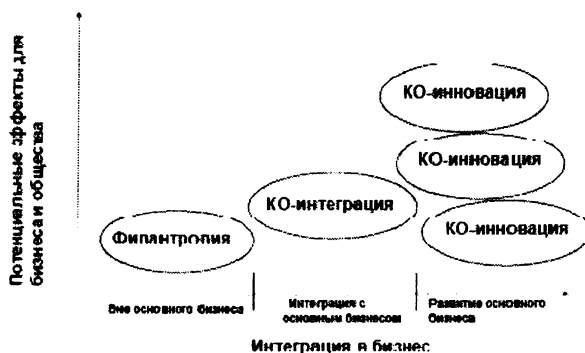 Потенциальные эффекты для
бизнеса и общества
КО-инновация
КО-инновация
КО-интеграция
КО-инновация
Филантропия
Вне основного бизнеса
Интеграция с
основным бизнесом
Развитие основного
бизнеса
Интеграция в бизнес